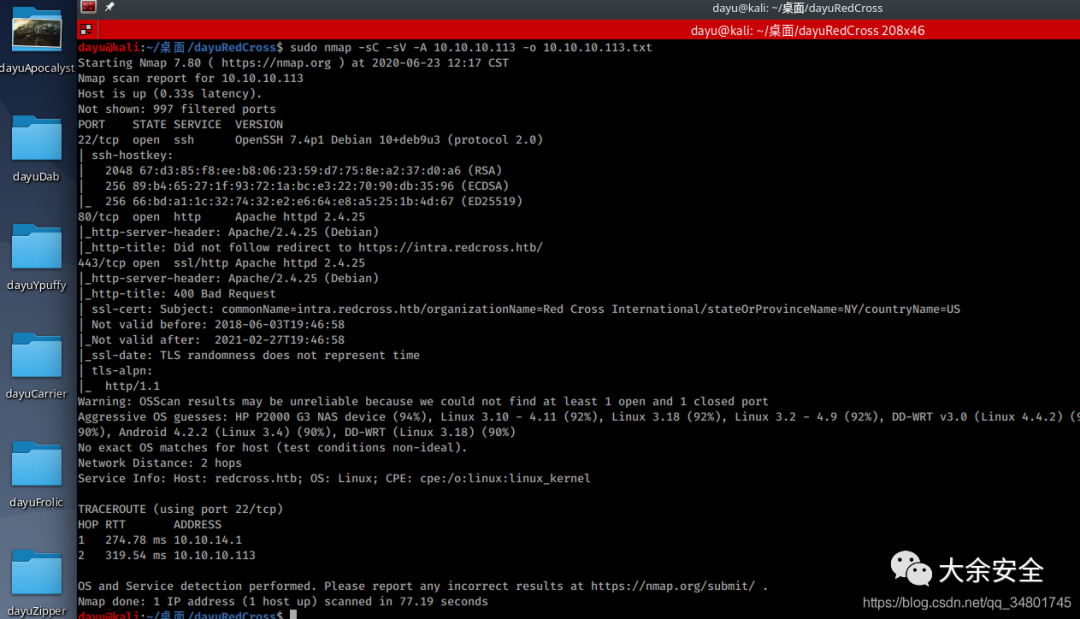 dayu@kali: ~/桌面/dayuRedCross
dayu@kali: ~/桌面/dayuRedCross 208x46
dayu@kali:~/桌面/dayuRedCross$ sudo nmap -sC -sV -A 10.10.10.113 -o 10.10.10.113.txt
Starting Nmap 7.80 ( https://nmap.org ) at 2020-06-23 12:17 CST
Nmap scan report for 10.10.10.113
Host is up (0.33s latency).
Not shown: 997 filtered ports
PORT    STATE SERVICE  VERSION
22/tcp  open  ssh      OpenSSH 7.4p1 Debian 10+deb9u3 (protocol 2.0)
| ssh-hostkey:
|   2048 67:d3:85:f8:ee:b8:06:23:59:d7:75:8e:a2:37:d0:a6 (RSA)
|   256 89:b4:65:27:1f:93:72:1a:bc:e3:22:70:90:db:35:96 (ECDSA)
|_  256 66:bd:a1:1c:32:74:32:e2:e6:64:e8:a5:25:1b:4d:67 (ED25519)
80/tcp  open  http     Apache httpd 2.4.25
|_http-server-header: Apache/2.4.25 (Debian)
|_http-title: Did not follow redirect to https://intra.redcross.htb/
443/tcp open  ssl/http Apache httpd 2.4.25
|_http-server-header: Apache/2.4.25 (Debian)
|_http-title: 400 Bad Request
| ssl-cert: Subject: commonName=intra.redcross.htb/organizationName=Red Cross International/stateOrProvinceName=NY/countryName=US
| Not valid before: 2018-06-03T19:46:58
|_Not valid after:  2021-02-27T19:46:58
|_ssl-date: TLS randomness does not represent time
| tls-alpn:
|_  http/1.1
Warning: OSScan results may be unreliable because we could not find at least 1 open and 1 closed port
Aggressive OS guesses: HP P2000 G3 NAS device (94%), Linux 3.10 - 4.11 (92%), Linux 3.18 (92%), Linux 3.2 - 4.9 (92%), DD-WRT v3.0 (Linux 4.4.2) (9
90%), Android 4.2.2 (Linux 3.4) (90%), DD-WRT (Linux 3.18) (90%)
No exact OS matches for host (test conditions non-ideal).
Network Distance: 2 hops
Service Info: Host: redcross.htb; OS: Linux; CPE: cpe:/o:linux:linux_kernel
TRACEROUTE (using port 22/tcp)
HOP RTT       ADDRESS
1   274.78 ms 10.10.14.1
2   319.54 ms 10.10.10.113
OS and Service detection performed. Please report any incorrect results at https://nmap.org/submit/ .
Nmap done: 1 IP address (1 host up) scanned in 77.19 seconds
dayu@kali:~/桌面/dayuRedCross$
dayuApocalyst
dayuDab
dayuYpuffy
dayuCarrier
dayuFrolic
dayuZipper
大余安全
https://blog.csdn.net/qq_34801745